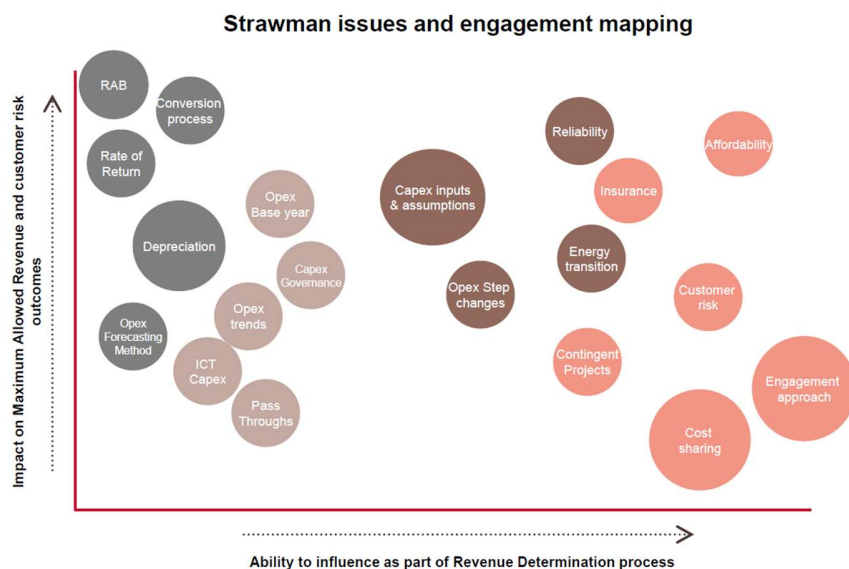 Strawman issues and engagement mapping
Impact on Maximum Allowed Revenue and customer risk
outcomes
RAB
Conversion
process
Rate of
Return
Depreciation
Opex
Forecasting
Method
Opex
Base year
Capex
Governance
Opex
trends
ICT
Capex
Pass
Throughs
Capex inputs
& assumptions
Opex Step
changes
Reliability
Insurance
Energy
transition
Contingent
Projects
Affordability
Customer
risk
Engagement
approach
Cost
sharing
Ability to influence as part of Revenue Determination process